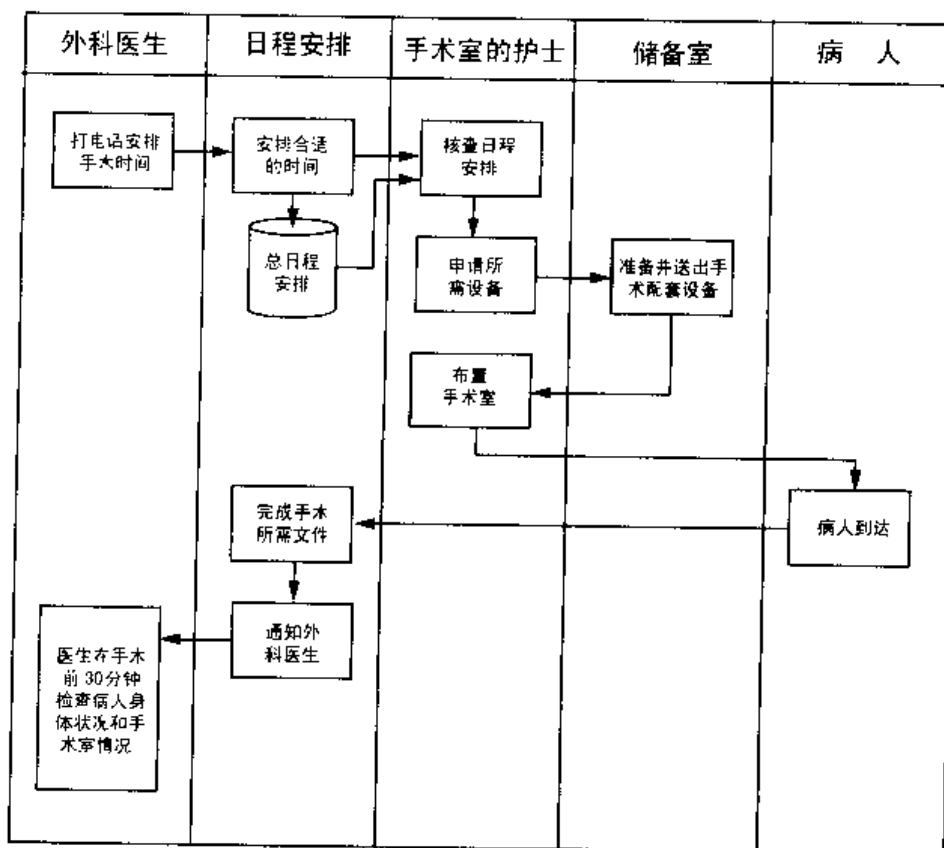 外科医生
日程安排
手术室的护士
储备室
病 人
打电话安排
手术时间
安排合适
的时间
核查日程
安排
总日程
安排
申请所
需设备
准备并送出手
术配套设备
布置
手术室
完成手术
所需文件
病人到达
通知外
科医生
医生在手术
前30分钟
检查病人身
体状况和手
术室情况